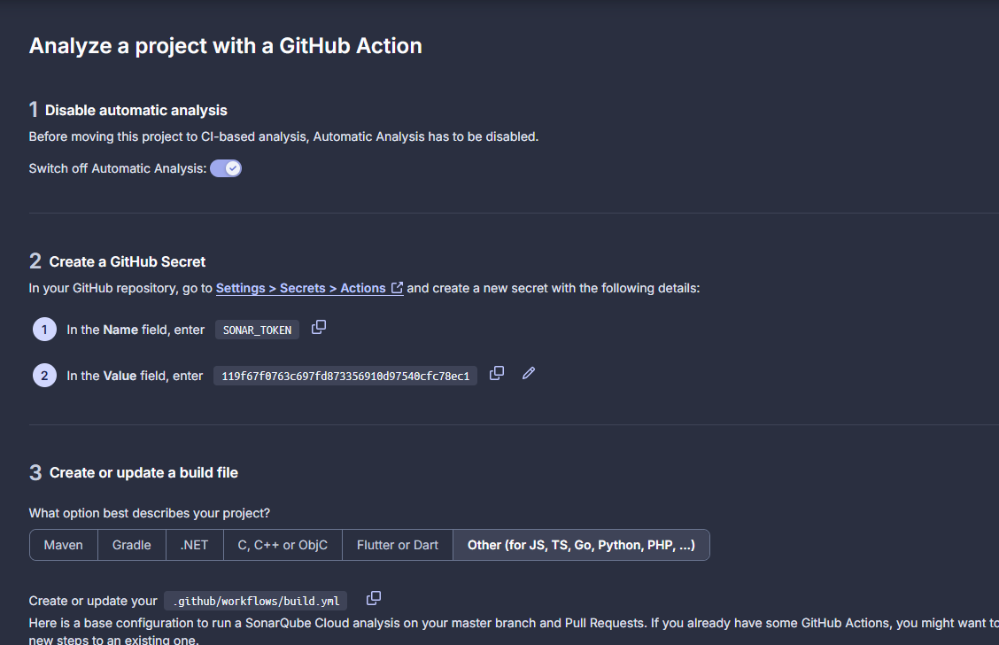 Analyze a project with a GitHub Action
1 Disable automatic analysis
Before moving this project to CI-based analysis, Automatic Analysis has to be disabled.
Switch off Automatic Analysis:
2 Create a GitHub Secret
In your GitHub repository, go to Settings > Secrets > Actions and create a new secret with the following details:
1 In the Name field, enter SONAR_TOKEN
2 In the Value field, enter 119f67f0763c697fd873356910d97540cfc78ec1
3 Create or update a build file
What option best describes your project?
Maven Gradle .NET C, C++ or ObjC Flutter or Dart Other (for JS, TS, Go, Python, PHP, ...)
Create or update your .github/workflows/build.yml
Here is a base configuration to run a SonarQube Cloud analysis on your master branch and Pull Requests. If you already have some GitHub Actions, you might want to
new steps to an existing one.